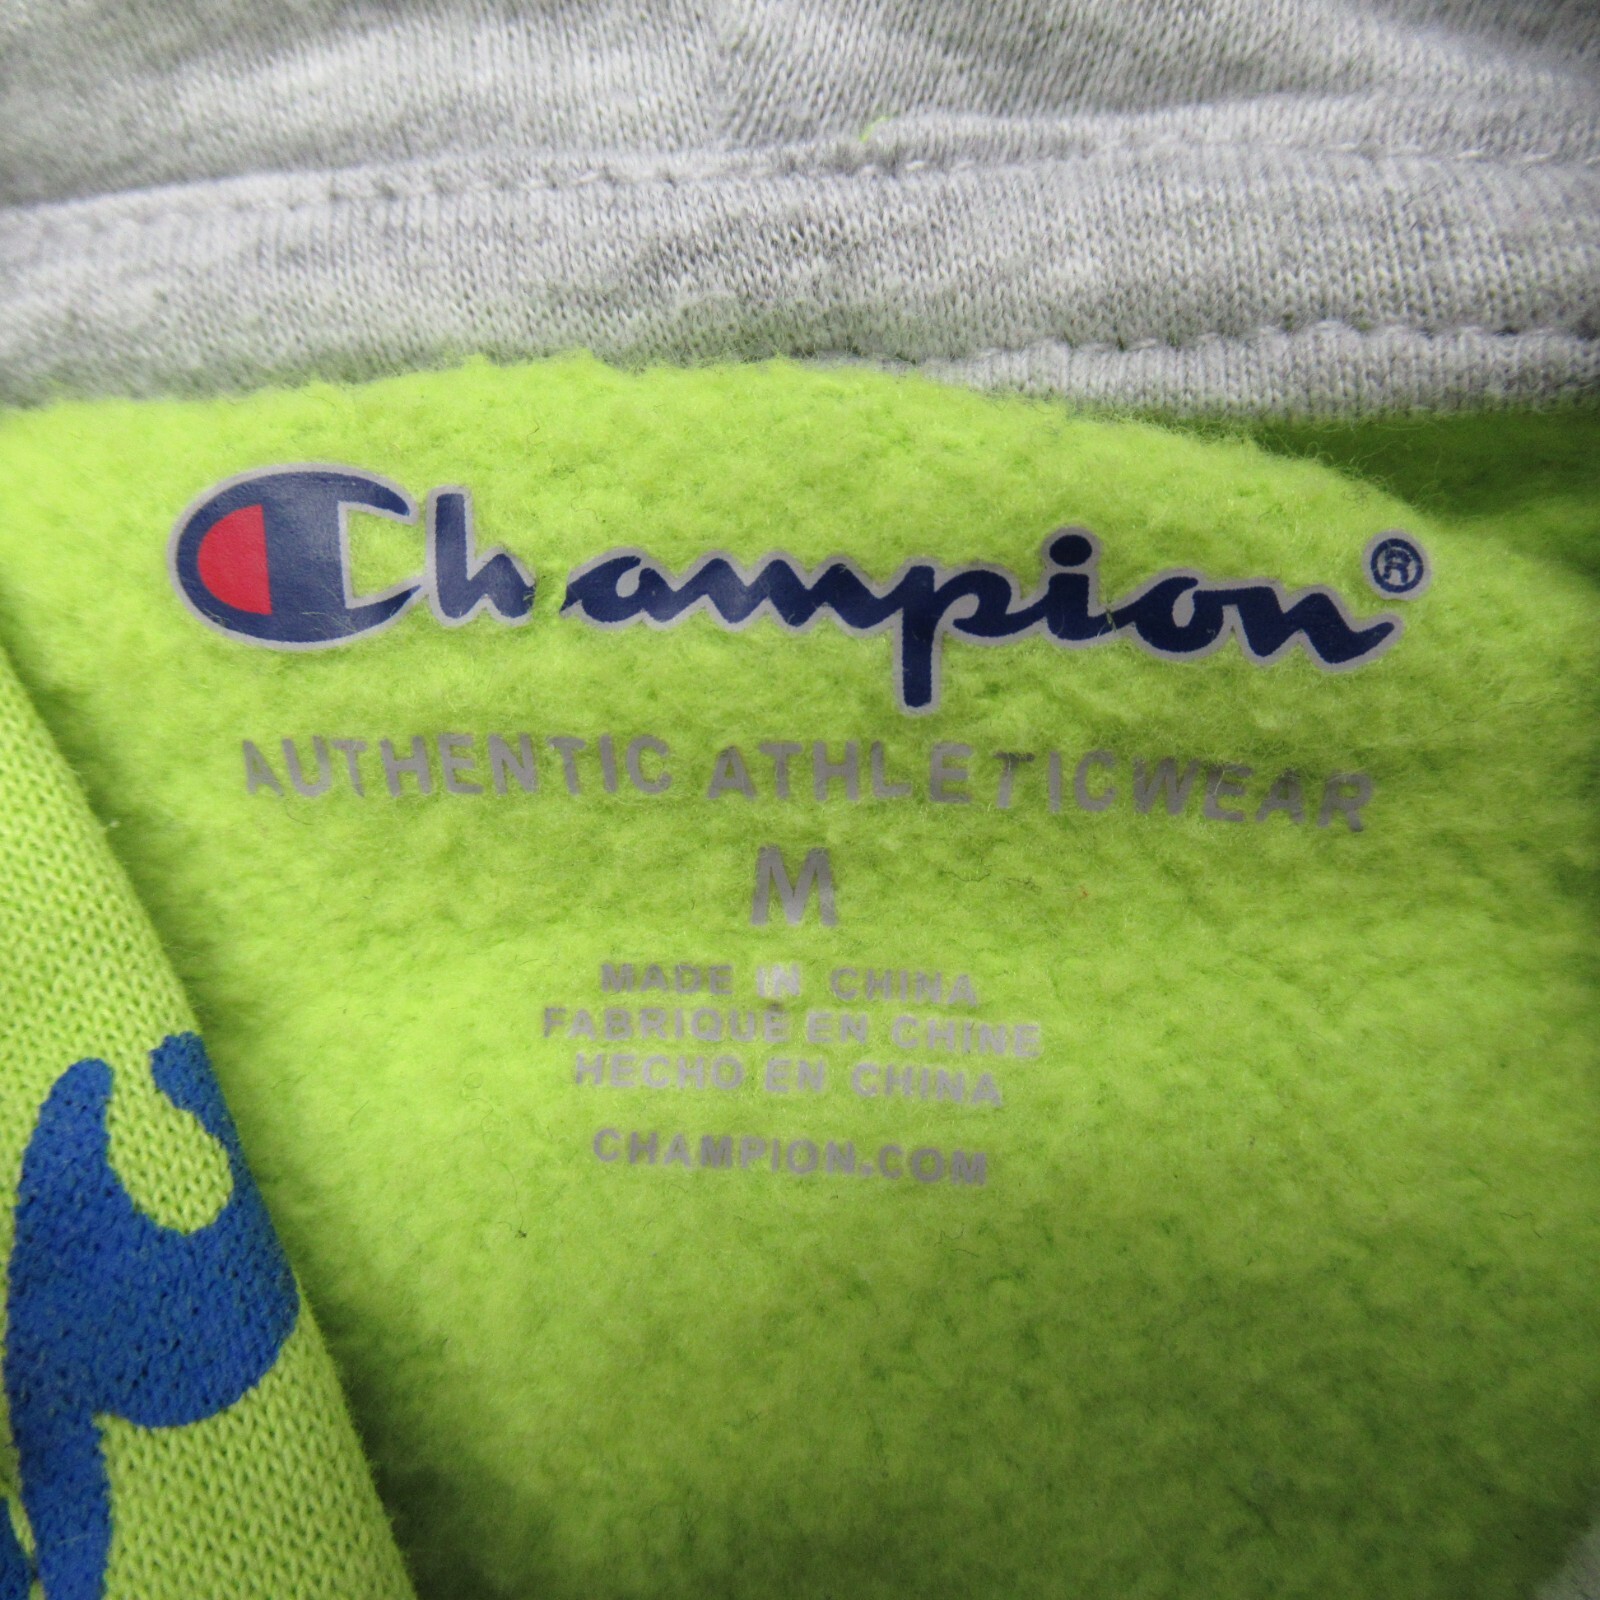 Champion®
AUTHENTIC ATHLETICWEAR
M
MADE IN CHINA
FABRIQUÉ EN CHINE
HECHO EN CHINA
CHAMPION.COM